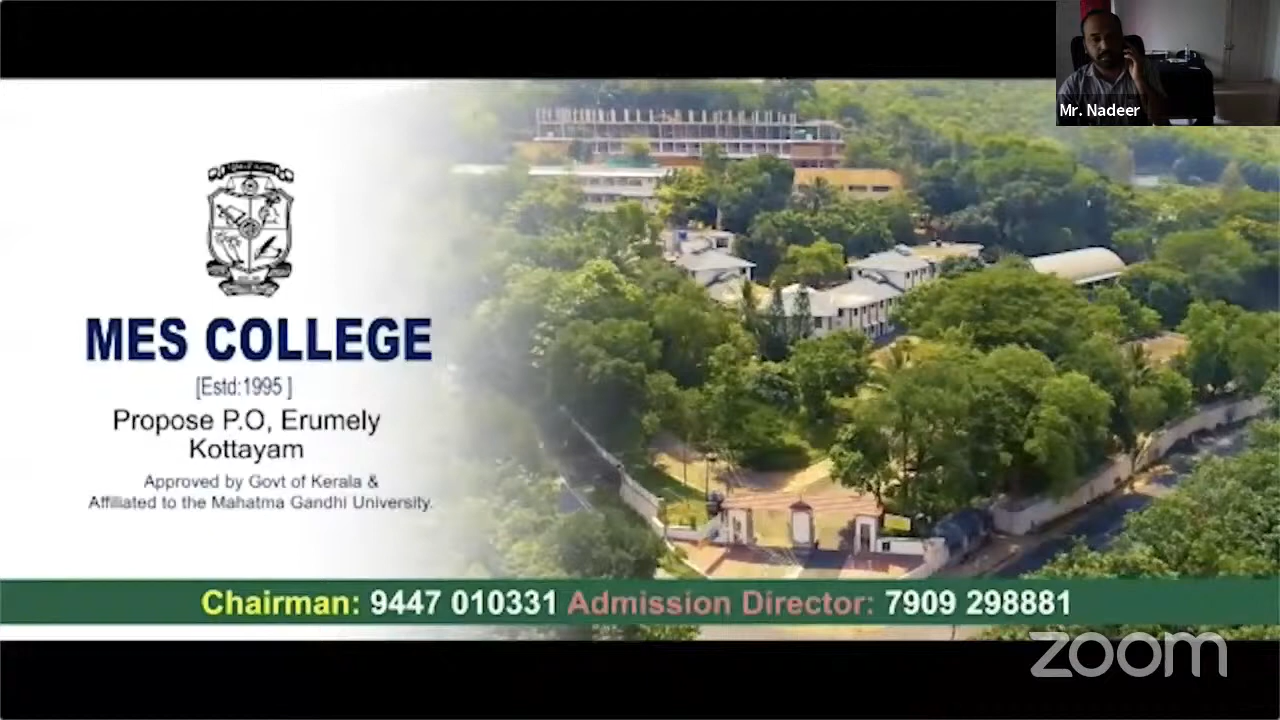 Mr. Nadeer
MES COLLEGE
[Estd:1995 ]
Propose P.O, Erumely
Kottayam
Approved by Govt of Kerala &
Affiliated to the Mahatma Gandhi University.
Chairman: 9447 010331 Admission Director: 7909 298881
zoom